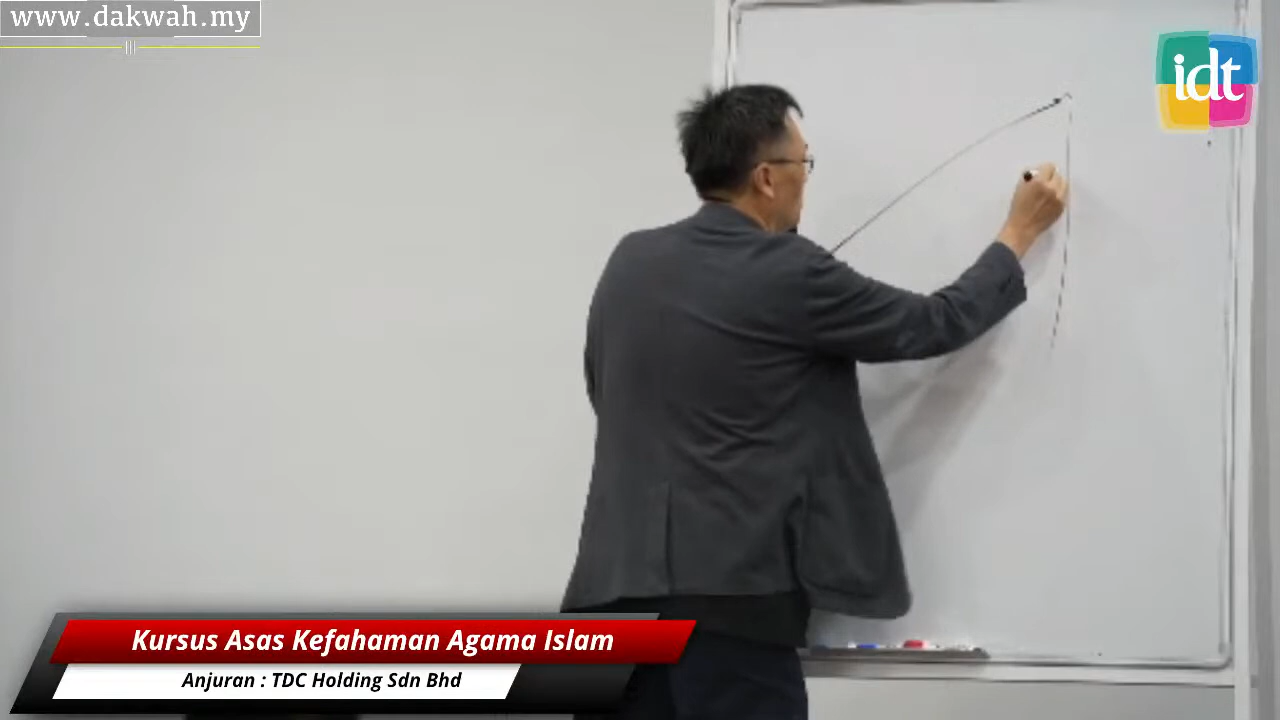 www.dakwah.my
idt
Kursus Asas Kefahaman Agama Islam
Anjuran : TDC Holding Sdn Bhd